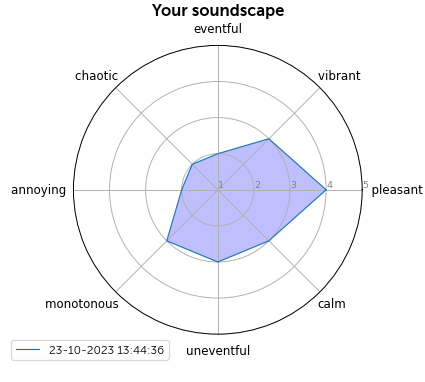 Your soundscape
eventful
chaotic
vibrant
annoying
1
2
3
4
5
pleasant
monotonous
calm
uneventful
23-10-2023 13:44:36